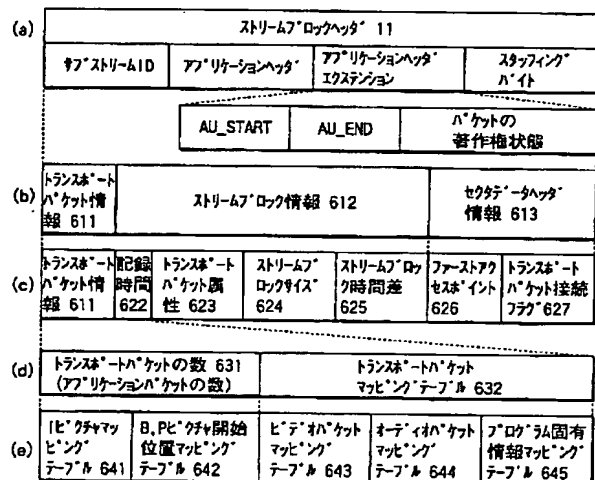 (a)
ストリームブロックヘッダ 11
サブストリームID
アプリケーションヘッダ
アプリケーションヘッダ
エクステンション
スタッフィング
バイト
AU_START
AU_END
パケットの
著作権状態
(b)
トランスポート
パケット情
報 611
ストリームブロック情報 612
セクタデータヘッダ
情報 613
(c)
トランスポート
パケット情
報 611
記録
時間
622
トランスポート
パケット属
性 623
ストリームブ
ロックサイズ
624
ストリームブロッ
ク時間差
625
ファーストアク
セスポイント
626
トランスポート
パケット接続
フラグ627
(d)
トランスポートパケットの数 631
(アプリケーションパケットの数)
トランスポートパケット
マッピングテーブル 632
(e)
Iピクチャマッ
ピング
テーブル 641
B,Pピクチャ開始
位置マッピング
テーブル 642
ビデオパケット
マッピング
テーブル 643
オーディオパケット
マッピング
テーブル 644
プログラム固有
情報マッピング
テーブル 645